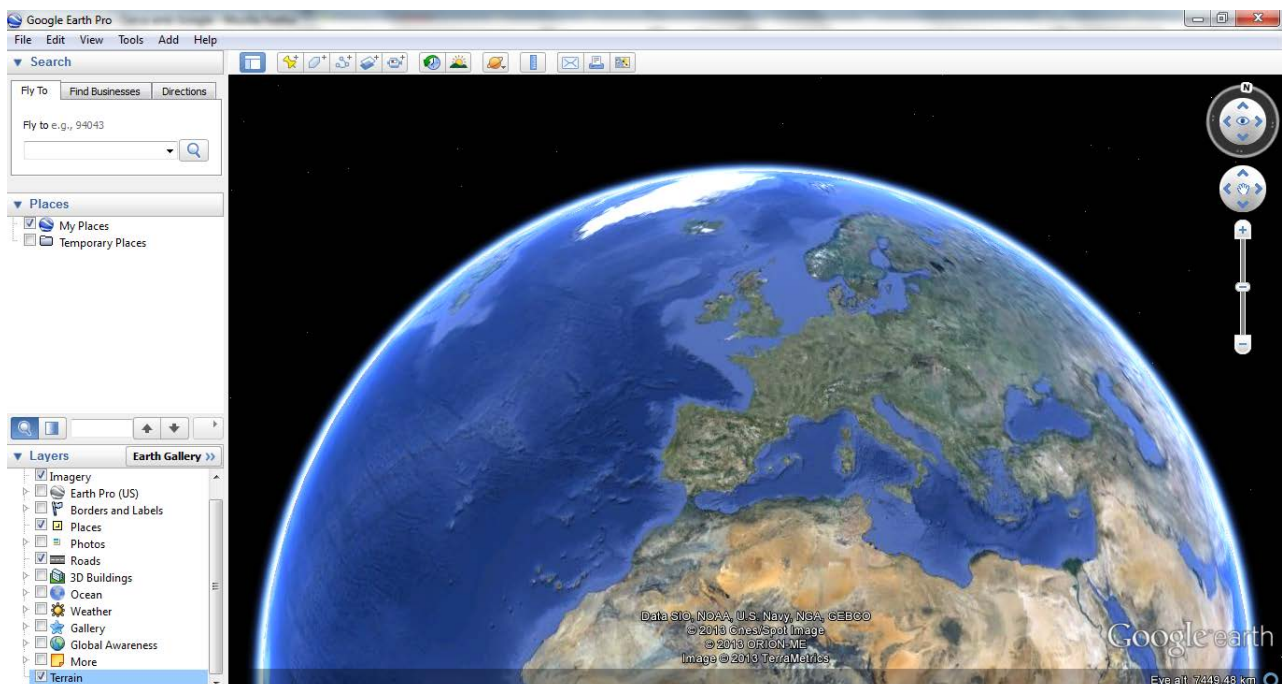 Google Earth Pro
File Edit View Tools Add Help
Search
Fly To Find Businesses Directions
Fly to e.g., 94043
Places
My Places
Temporary Places
Layers Earth Gallery >>
Imagery
Earth Pro (US)
Borders and Labels
Places
Photos
Roads
3D Buildings
Ocean
Weather
Gallery
Global Awareness
More
Terrain
N
Data SIO, NOAA, U.S. Navy, NGA, GEBCO
© 2013 Cnes/Spot Image
© 2013 ORION-ME
Image © 2013 TerraMetrics
Google earth
Eye alt 7449.48 km